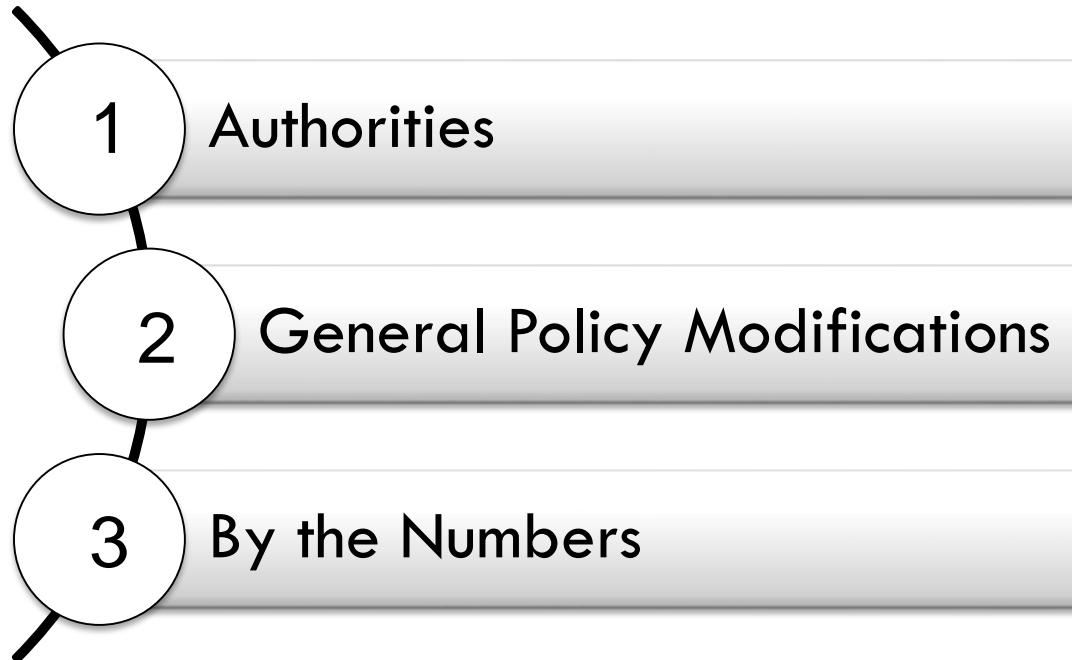 1 Authorities
2 General Policy Modifications
3 By the Numbers